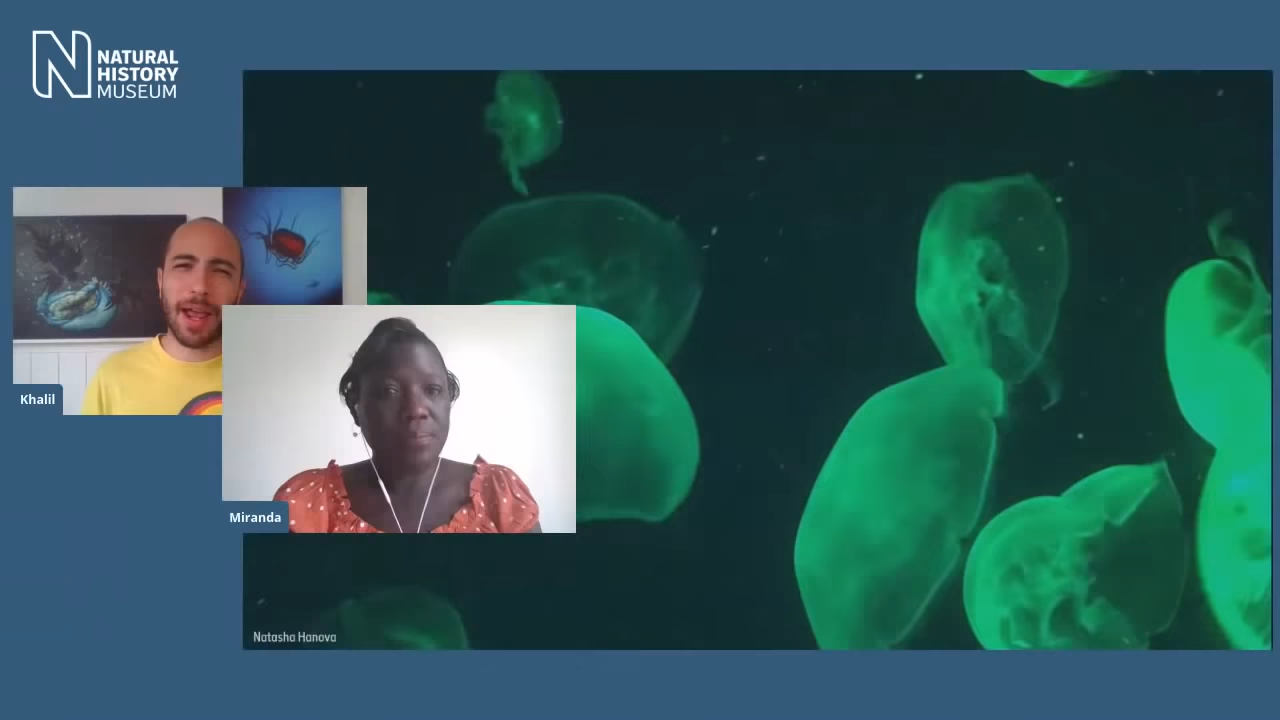 NATURAL
HISTORY
MUSEUM
Khalil
Miranda
Natasha Hanova